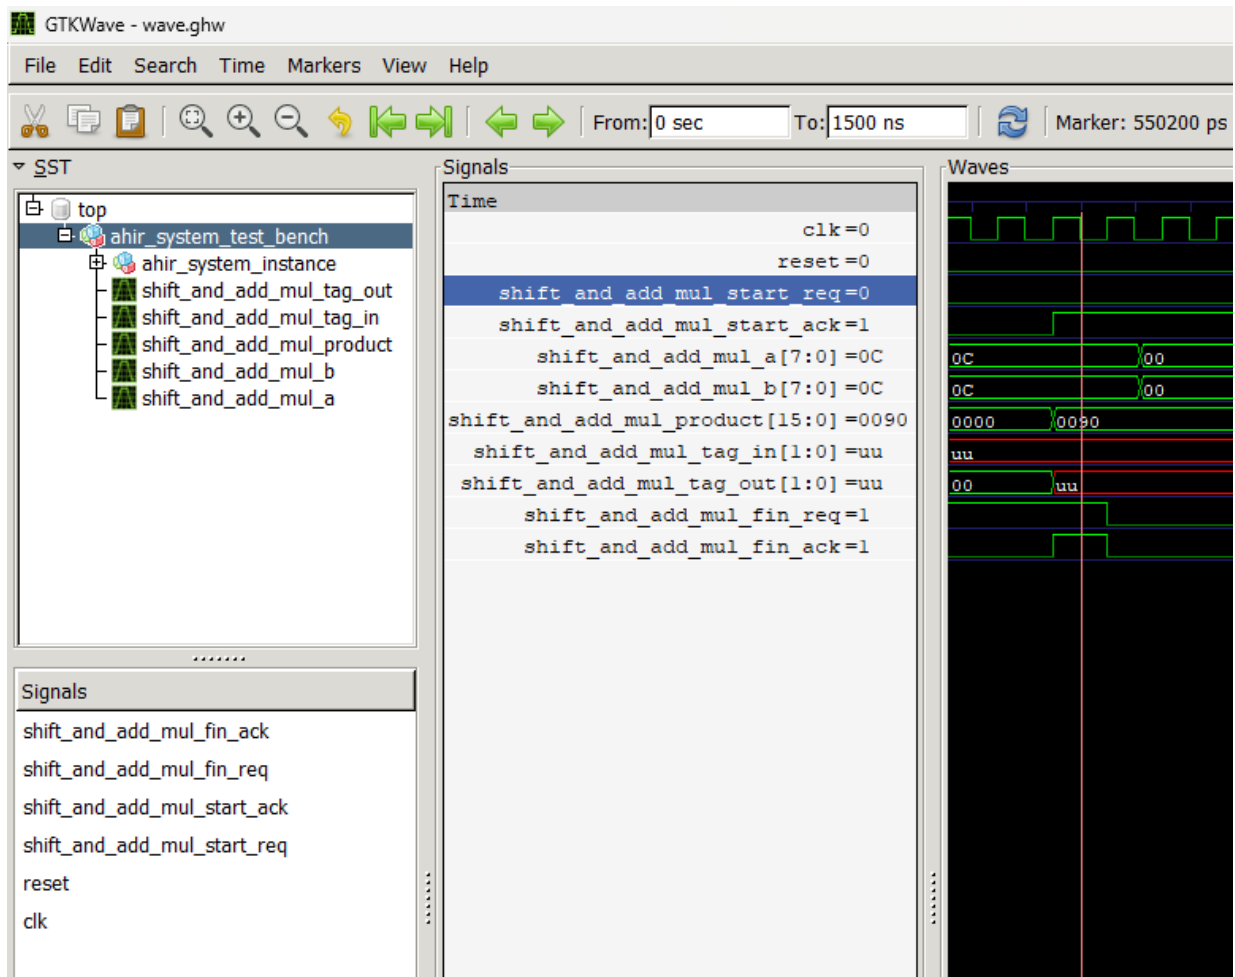 GTKWave - wave.ghw
File Edit Search Time Markers View Help
From: 0 sec To: 1500 ns Marker: 550200 ps
SST
top
ahir_system_test_bench
ahir_system_instance
shift_and_add_mul_tag_out
shift_and_add_mul_tag_in
shift_and_add_mul_product
shift_and_add_mul_b
shift_and_add_mul_a
Signals
shift_and_add_mul_fin_ack
shift_and_add_mul_fin_req
shift_and_add_mul_start_ack
shift_and_add_mul_start_req
reset
clk
Signals
Time
clk=0
reset=0
shift_and_add_mul_start_req=0
shift_and_add_mul_start_ack=1
shift_and_add_mul_a[7:0]=0C
shift_and_add_mul_b[7:0]=0C
shift_and_add_mul_product[15:0]=0090
shift_and_add_mul_tag_in[1:0]=uu
shift_and_add_mul_tag_out[1:0]=uu
shift_and_add_mul_fin_req=1
shift_and_add_mul_fin_ack=1
Waves
0C 00
0C 00
0000 0090
uu
00 uu